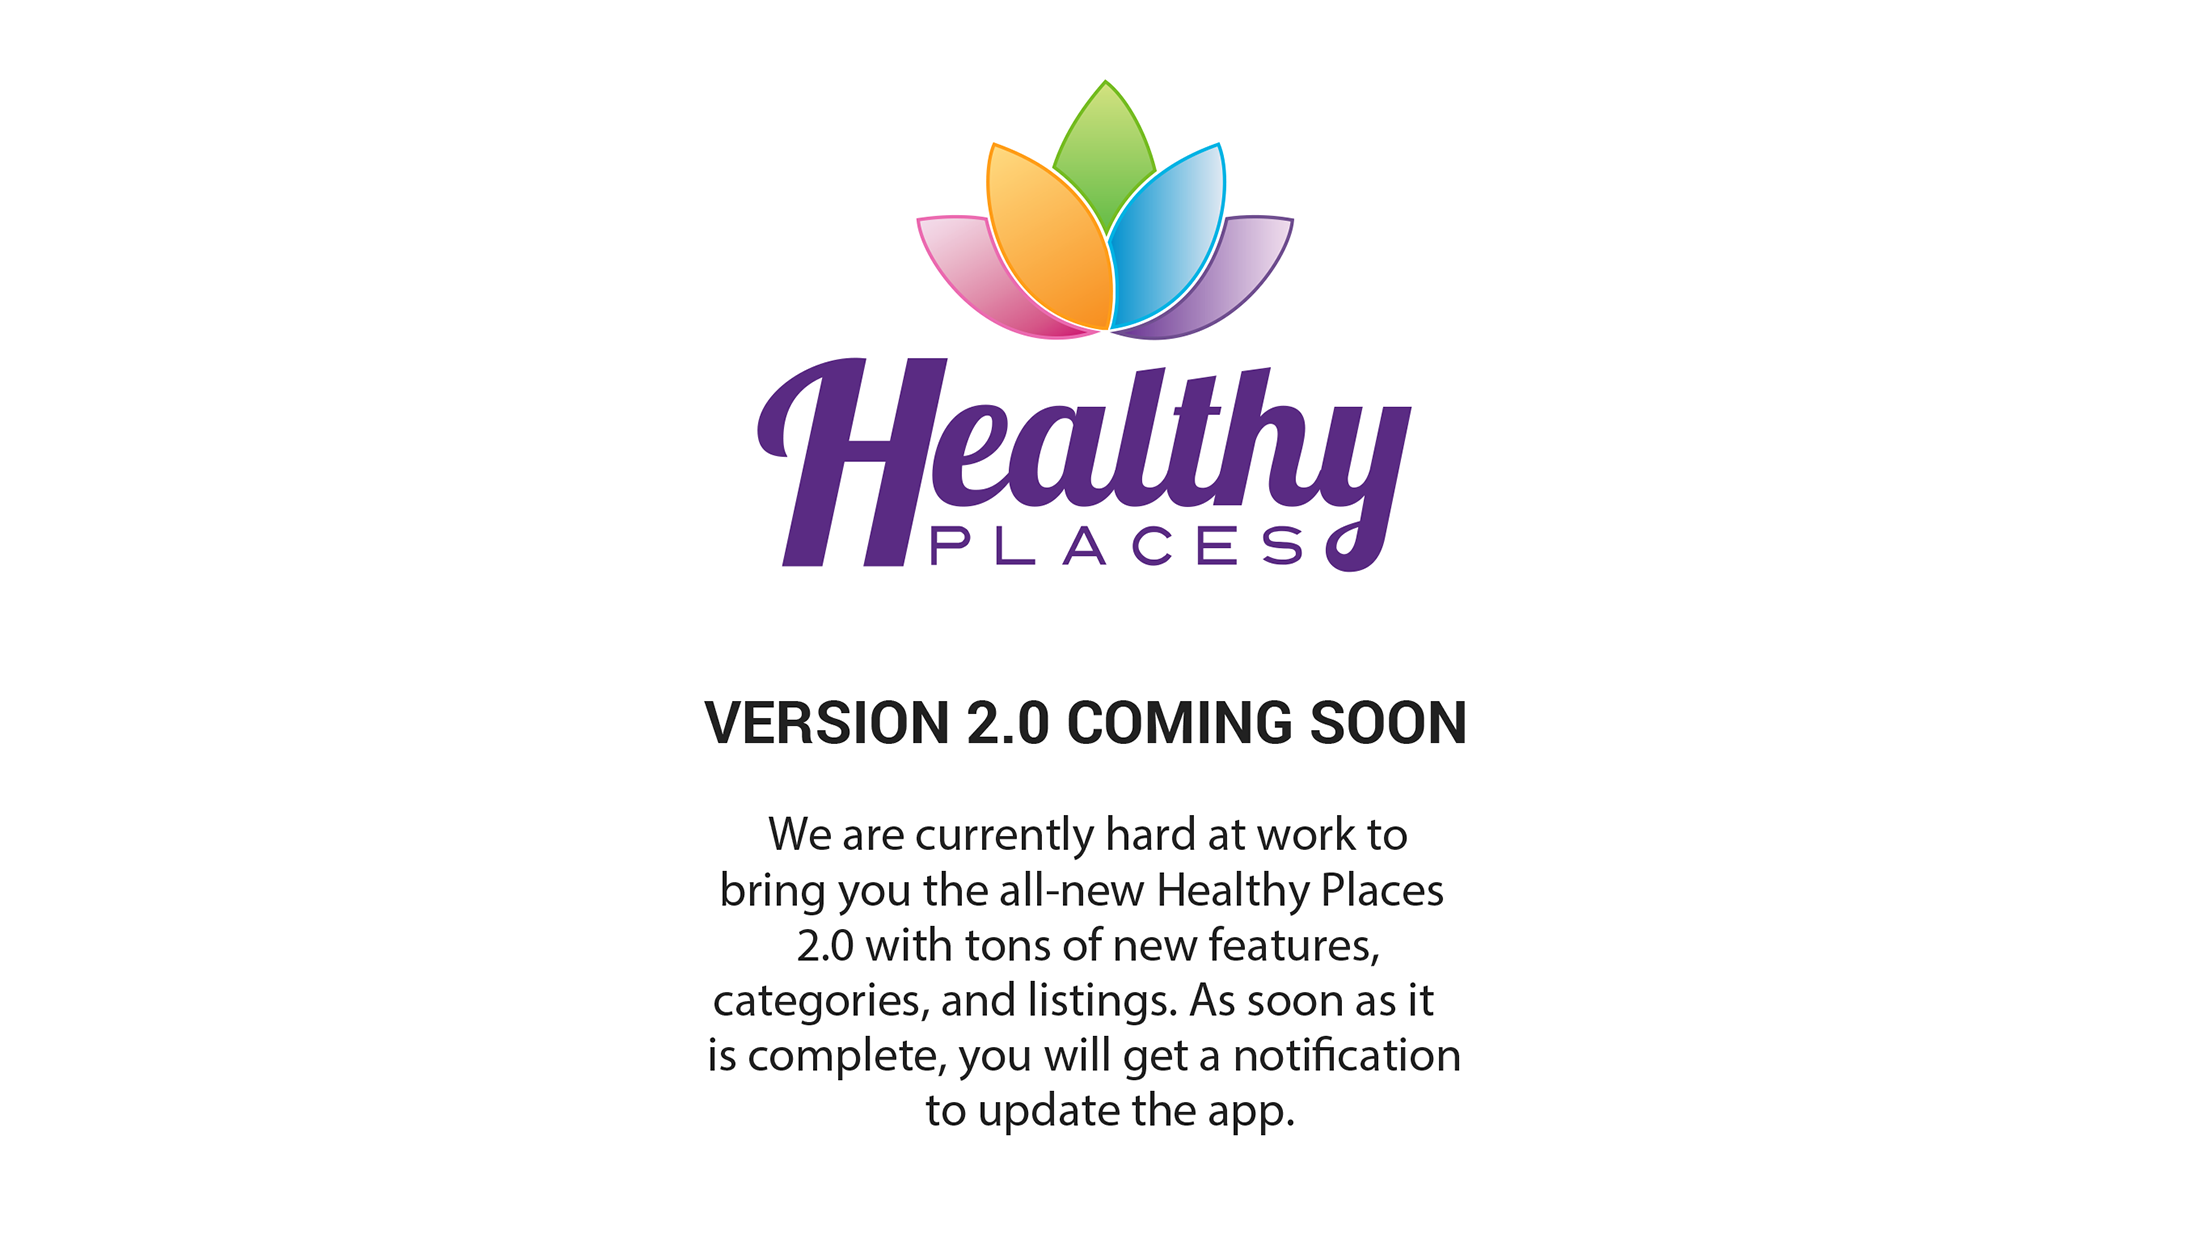 Healthy
PLACES
VERSION 2.0 COMING SOON
We are currently hard at work to
bring you the all-new Healthy Places
2.0 with tons of new features,
categories, and listings. As soon as it
is complete, you will get a notification
to update the app.